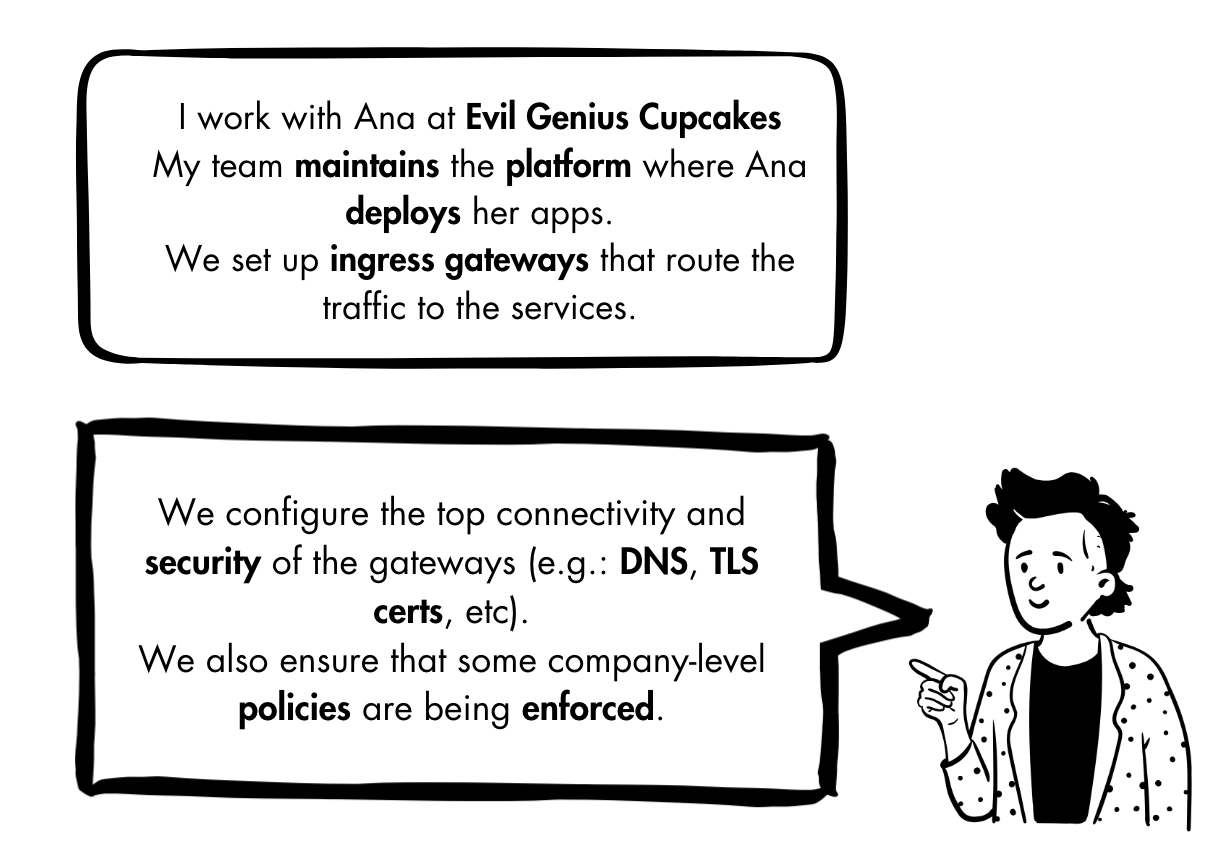 I work with Ana at Evil Genius Cupcakes
My team maintains the platform where Ana
deploys her apps.
We set up ingress gateways that route the
traffic to the services.
We configure the top connectivity and
security of the gateways (e.g.: DNS, TLS
certs, etc).
We also ensure that some company-level
policies are being enforced.